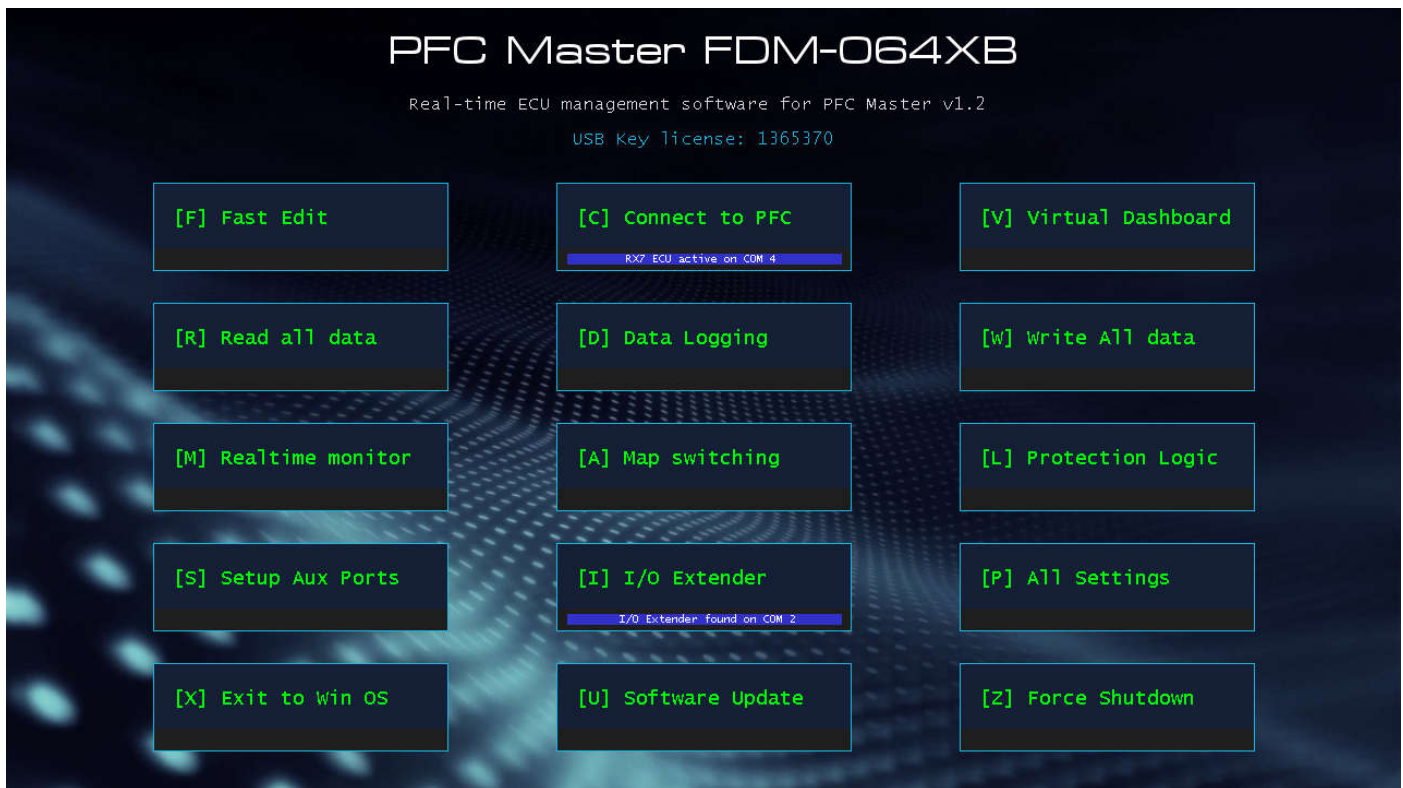 PFC Master FDM-064XB
Real-time ECU management software for PFC Master v1.2
USB Key license: 1365370
[F] Fast Edit
[C] Connect to PFC
RX7 ECU active on COM 4
[V] Virtual Dashboard
[R] Read all data
[D] Data Logging
[W] Write All data
[M] Realtime monitor
[A] Map switching
[L] Protection Logic
[S] Setup Aux Ports
[I] I/O Extender
I/O Extender found on COM 2
[P] All Settings
[X] Exit to Win OS
[U] Software Update
[Z] Force Shutdown